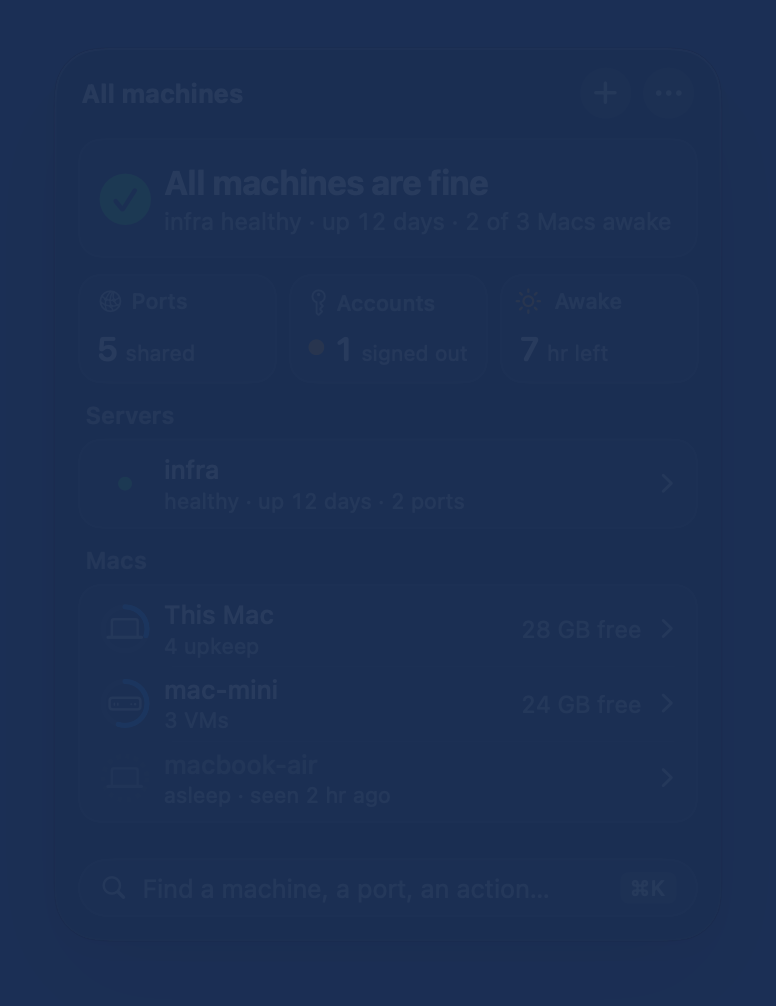 All machines
All machines are fine
infra healthy · up 12 days · 2 of 3 Macs awake
Ports
5 shared
Accounts
1 signed out
Awake
7 hr left
Servers
infra
healthy · up 12 days · 2 ports
Macs
This Mac
4 upkeep
28 GB free
mac-mini
3 VMs
24 GB free
macbook-air
asleep · seen 2 hr ago
Find a machine, a port, an action...
⌘K